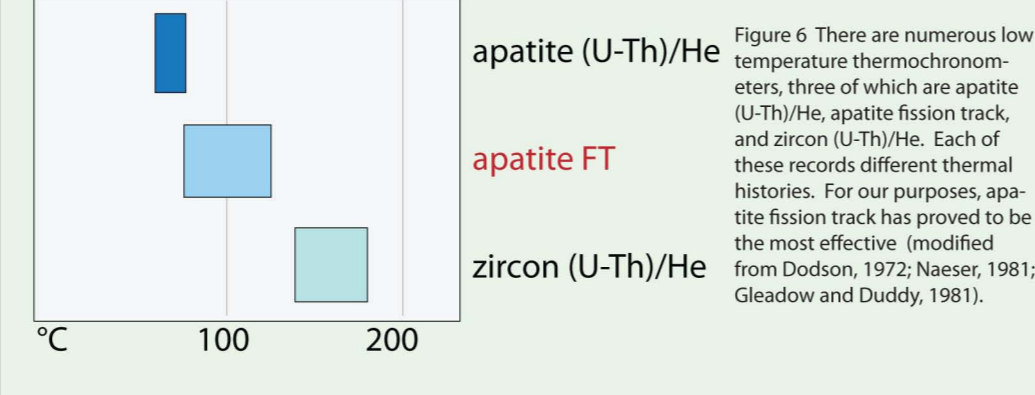 apatite (U-Th)/He
apatite FT
zircon (U-Th)/He
°C
100
200
Figure 6 There are numerous low
temperature thermochronom-
eters, three of which are apatite
(U-Th)/He, apatite fission track,
and zircon (U-Th)/He. Each of
these records different thermal
histories. For our purposes, apa-
tite fission track has proved to be
the most effective (modified
from Dodson, 1972; Naeser, 1981;
Gleadow and Duddy, 1981).